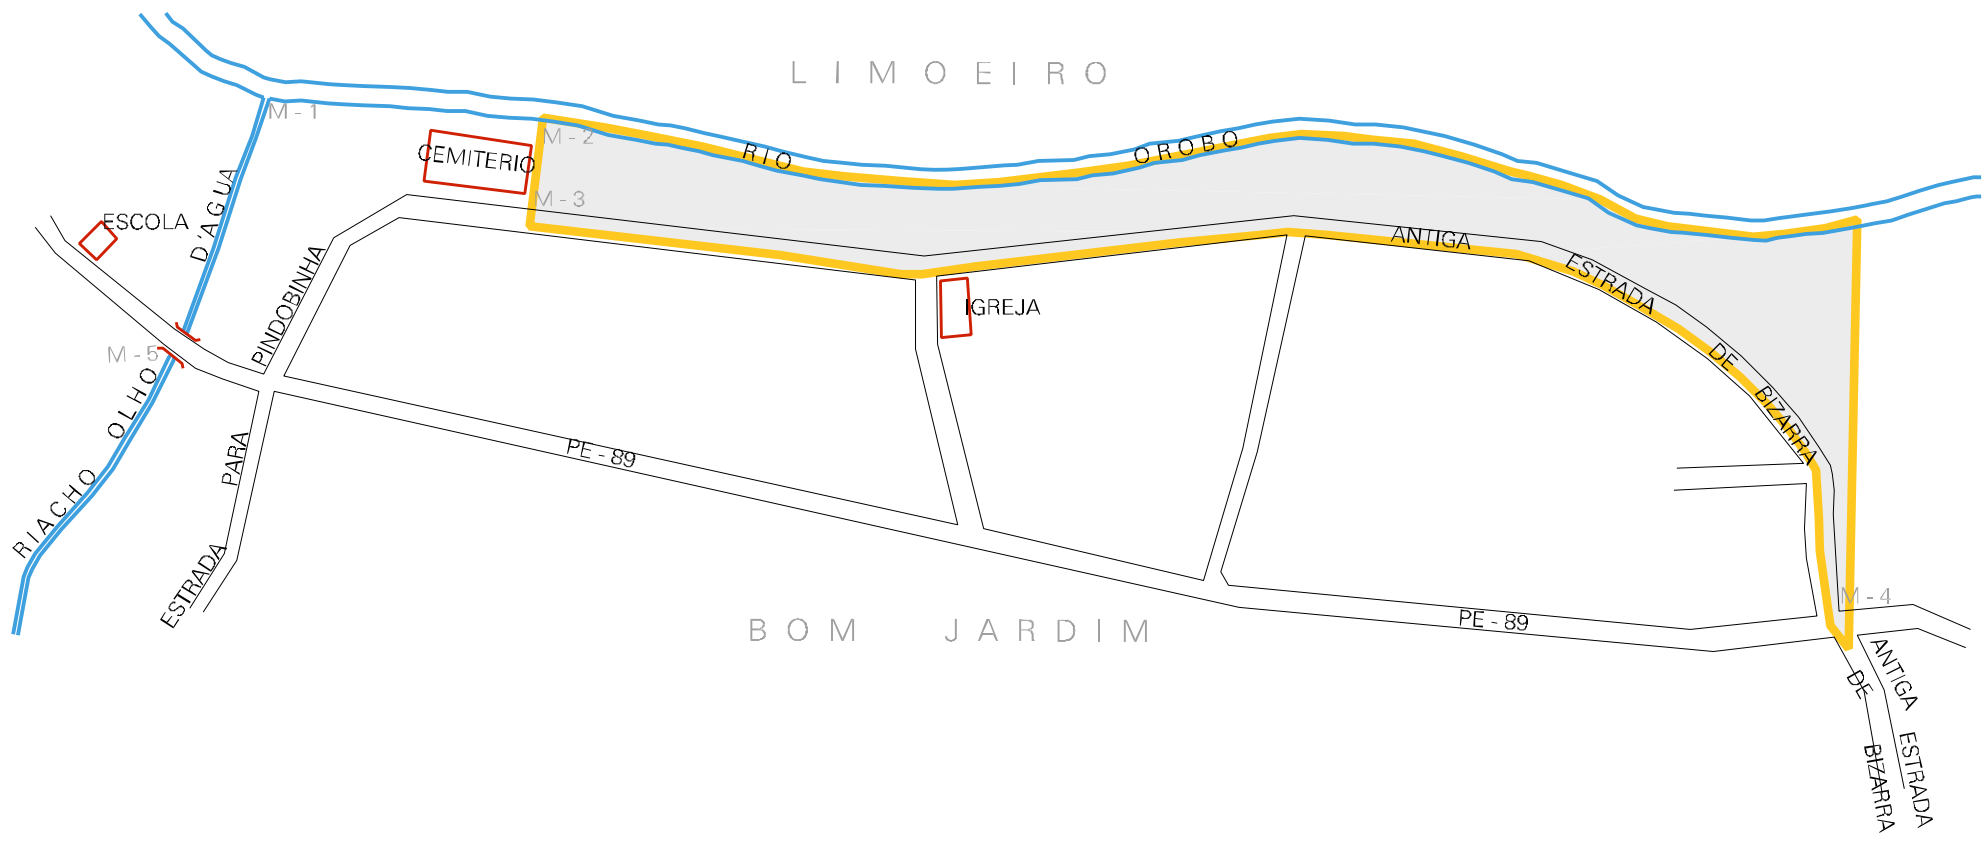 LIMOEIRO
M - 1
M - 2
CEMITERIO
RIO OROBO
M - 3
ESCOLA
RIACHO OLHO D'AGUA
ESTRADA PARA PINDOBINHA
ANTIGA ESTRADA DE BIZARRA
IGREJA
M - 5
PE - 89
M - 4
PE - 89
BOM JARDIM
ANTIGA ESTRADA
DE BIZARRA